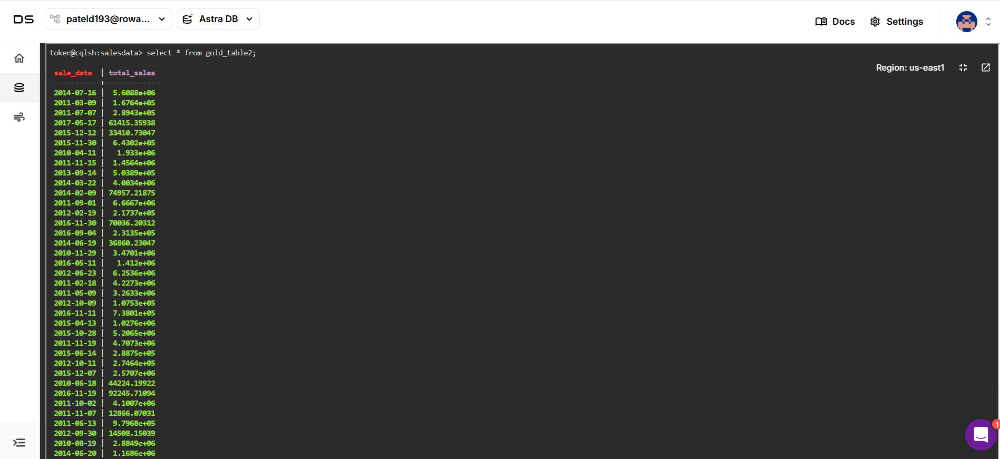 DS pateld193@rowa... Astra DB Docs Settings
token@cqlsh:salesdata> select * from gold_table2;
Region: us-east1
sale_date | total_sales
------------+-------------
2014-07-16 | 5.6088e+06
2011-03-09 | 1.6764e+05
2011-07-07 | 2.8943e+05
2017-05-17 | 61415.35938
2015-12-12 | 33410.73047
2015-11-30 | 6.4302e+05
2010-04-11 | 1.933e+06
2011-11-15 | 1.4564e+06
2013-09-14 | 5.0389e+05
2014-03-22 | 4.0034e+06
2014-02-09 | 74957.21875
2011-09-01 | 6.6667e+06
2012-02-19 | 2.1737e+05
2016-11-30 | 70036.20312
2016-09-04 | 2.3135e+05
2014-06-19 | 36860.23047
2010-11-29 | 3.4701e+06
2016-05-11 | 1.412e+06
2012-06-23 | 6.2536e+06
2011-02-18 | 4.2273e+06
2011-05-09 | 3.2633e+06
2012-10-09 | 1.0753e+05
2016-11-11 | 7.3801e+05
2015-04-13 | 1.0276e+06
2015-10-28 | 5.2065e+06
2011-11-19 | 4.7073e+06
2015-06-14 | 2.8875e+05
2012-10-11 | 2.7464e+05
2015-12-07 | 2.5707e+06
2010-06-18 | 44224.19922
2016-11-19 | 92245.71094
2011-10-02 | 4.1007e+06
2011-11-07 | 12866.07031
2011-06-13 | 9.7968e+05
2012-09-30 | 14508.15039
2010-08-19 | 2.8849e+06
2014-06-20 | 1.1686e+06
1